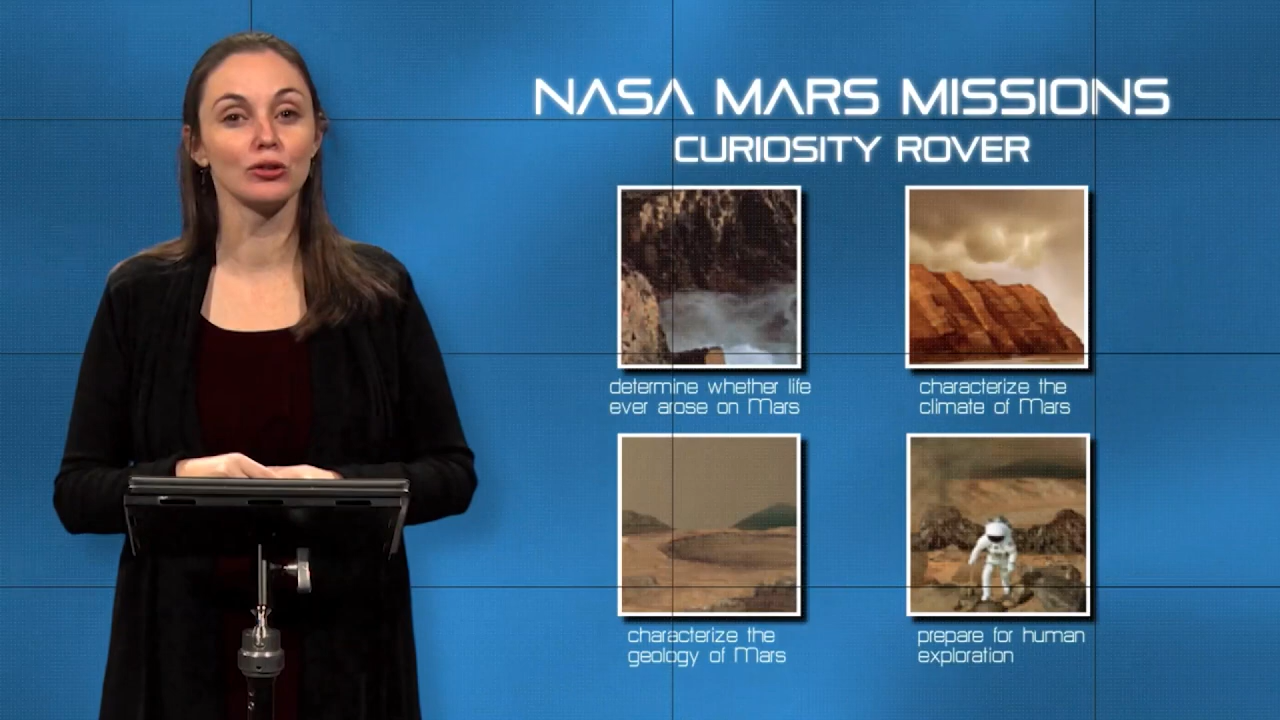 NASA MARS MISSIONS
CURIOSITY ROVER
determine whether life
ever arose on Mars
characterize the
climate of Mars
characterize the
geology of Mars
prepare for human
exploration